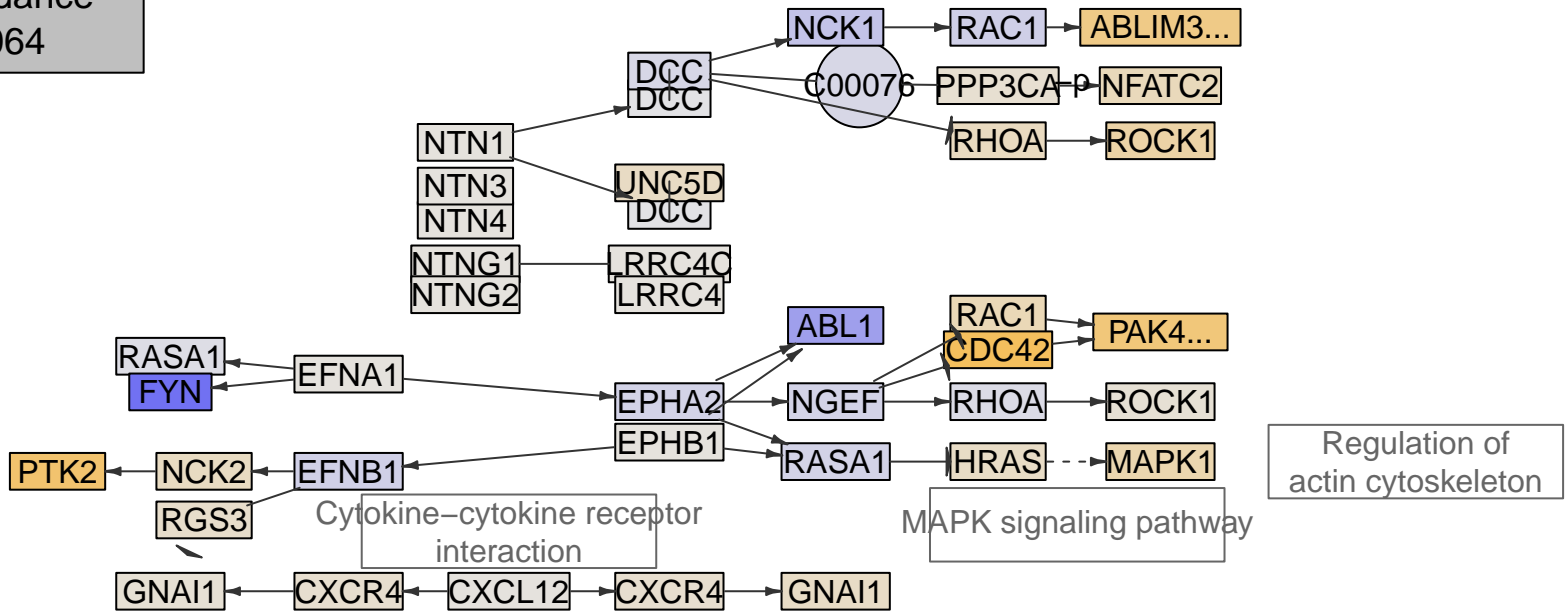 064
NCK1 RAC1 ABLIM3...
DCC
DCC
C00076 PPP3CA –p NFATC2
NTN1 RHOA ROCK1
NTN3 UNC5D
NTN4 DCC
NTNG1 LRRC4C
NTNG2 LRRC4
ABL1 RAC1 PAK4...
CDC42
RASA1 EFNA1
FYN EPHA2 NGEF RHOA ROCK1
EPHB1
PTK2 NCK2 EFNB1 RASA1 HRAS MAPK1
Regulation of
actin cytoskeleton
RGS3
Cytokine–cytokine receptor
interaction
MAPK signaling pathway
GNAI1 CXCR4 CXCL12 CXCR4 GNAI1